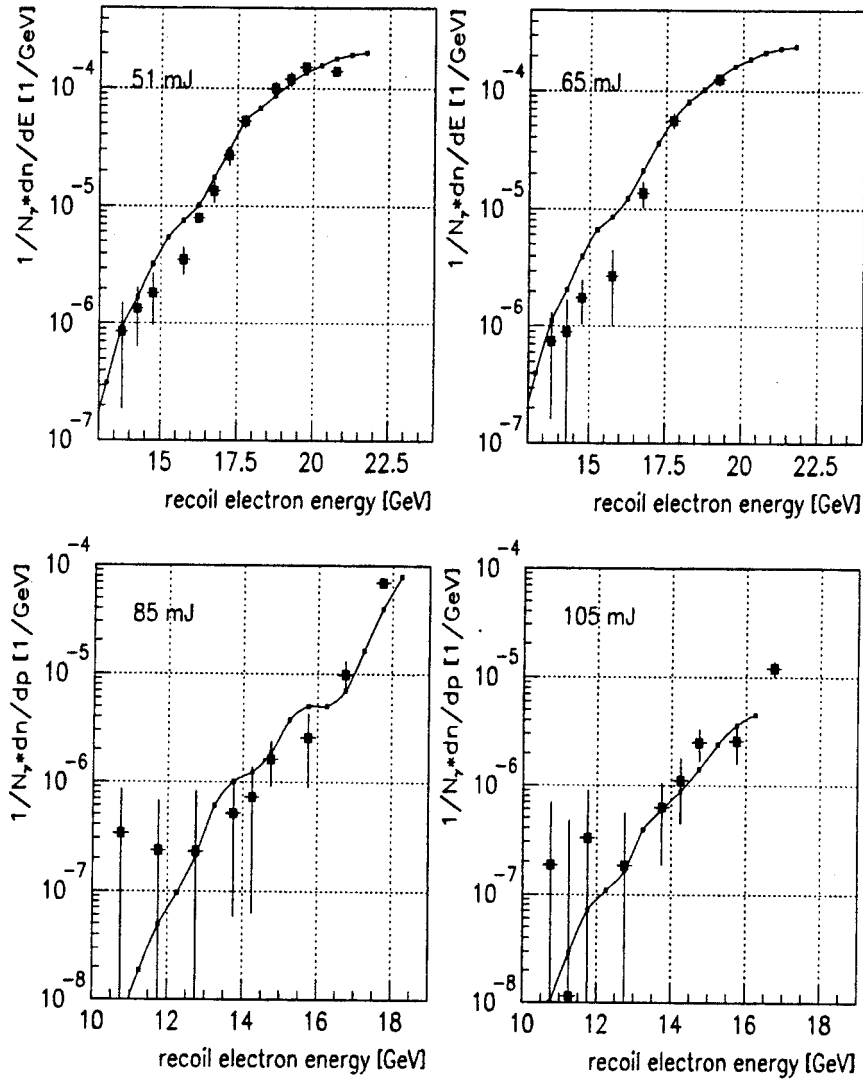 1/Nγ*dn/dE [1/GeV]
51 mJ
10^-4
10^-5
10^-6
10^-7
15 17.5 20 22.5
recoil electron energy [GeV]
1/Nγ*dn/dE [1/GeV]
65 mJ
10^-4
10^-5
10^-6
10^-7
15 17.5 20 22.5
recoil electron energy [GeV]
1/Nγ*dn/dp [1/GeV]
85 mJ
10^-4
10^-5
10^-6
10^-7
10^-8
10 12 14 16 18
recoil electron energy [GeV]
1/Nγ*dn/dp [1/GeV]
105 mJ
10^-4
10^-5
10^-6
10^-7
10^-8
10 12 14 16 18
recoil electron energy [GeV]